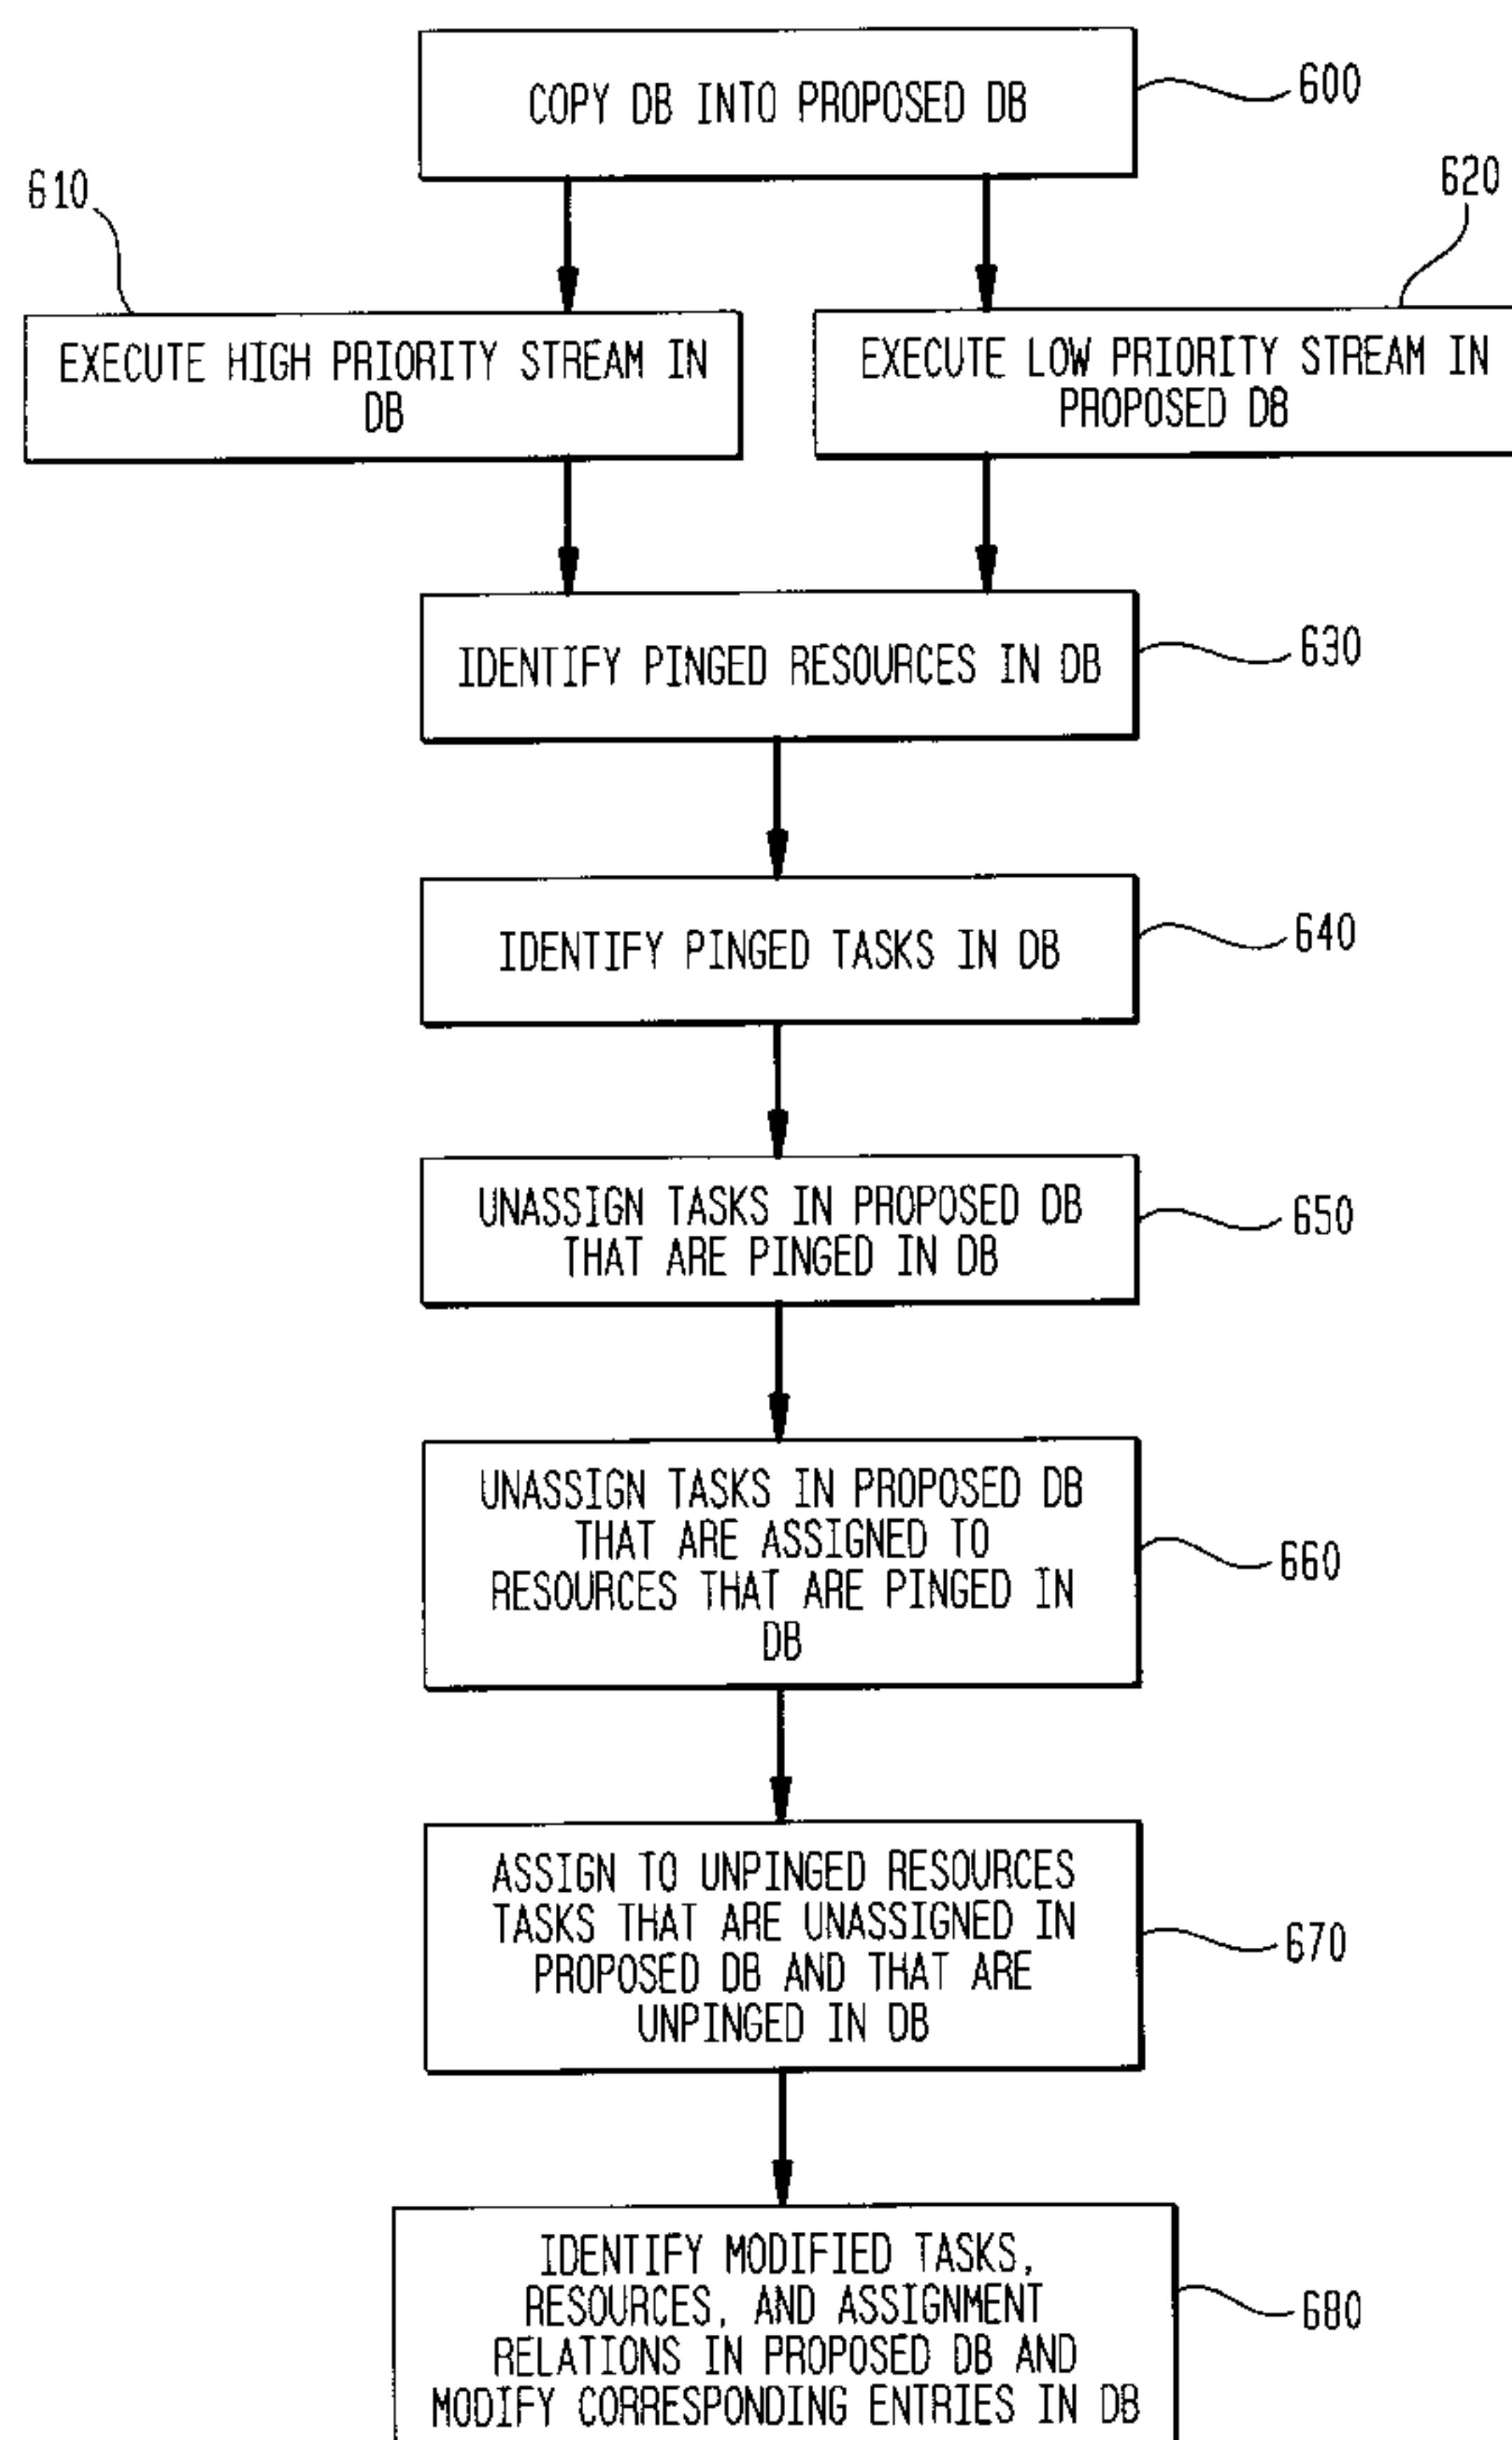 COPY DB INTO PROPOSED DB
600
610
620
EXECUTE HIGH PRIORITY STREAM IN
DB
EXECUTE LOW PRIORITY STREAM IN
PROPOSED DB
IDENTIFY PINGED RESOURCES IN DB
630
IDENTIFY PINGED TASKS IN DB
640
UNASSIGN TASKS IN PROPOSED DB
THAT ARE PINGED IN DB
650
UNASSIGN TASKS IN PROPOSED DB
THAT ARE ASSIGNED TO
RESOURCES THAT ARE PINGED IN
DB
660
ASSIGN TO UNPINGED RESOURCES
TASKS THAT ARE UNASSIGNED IN
PROPOSED DB AND THAT ARE
UNPINGED IN DB
670
IDENTIFY MODIFIED TASKS,
RESOURCES, AND ASSIGNMENT
RELATIONS IN PROPOSED DB AND
MODIFY CORRESPONDING ENTRIES IN DB
680